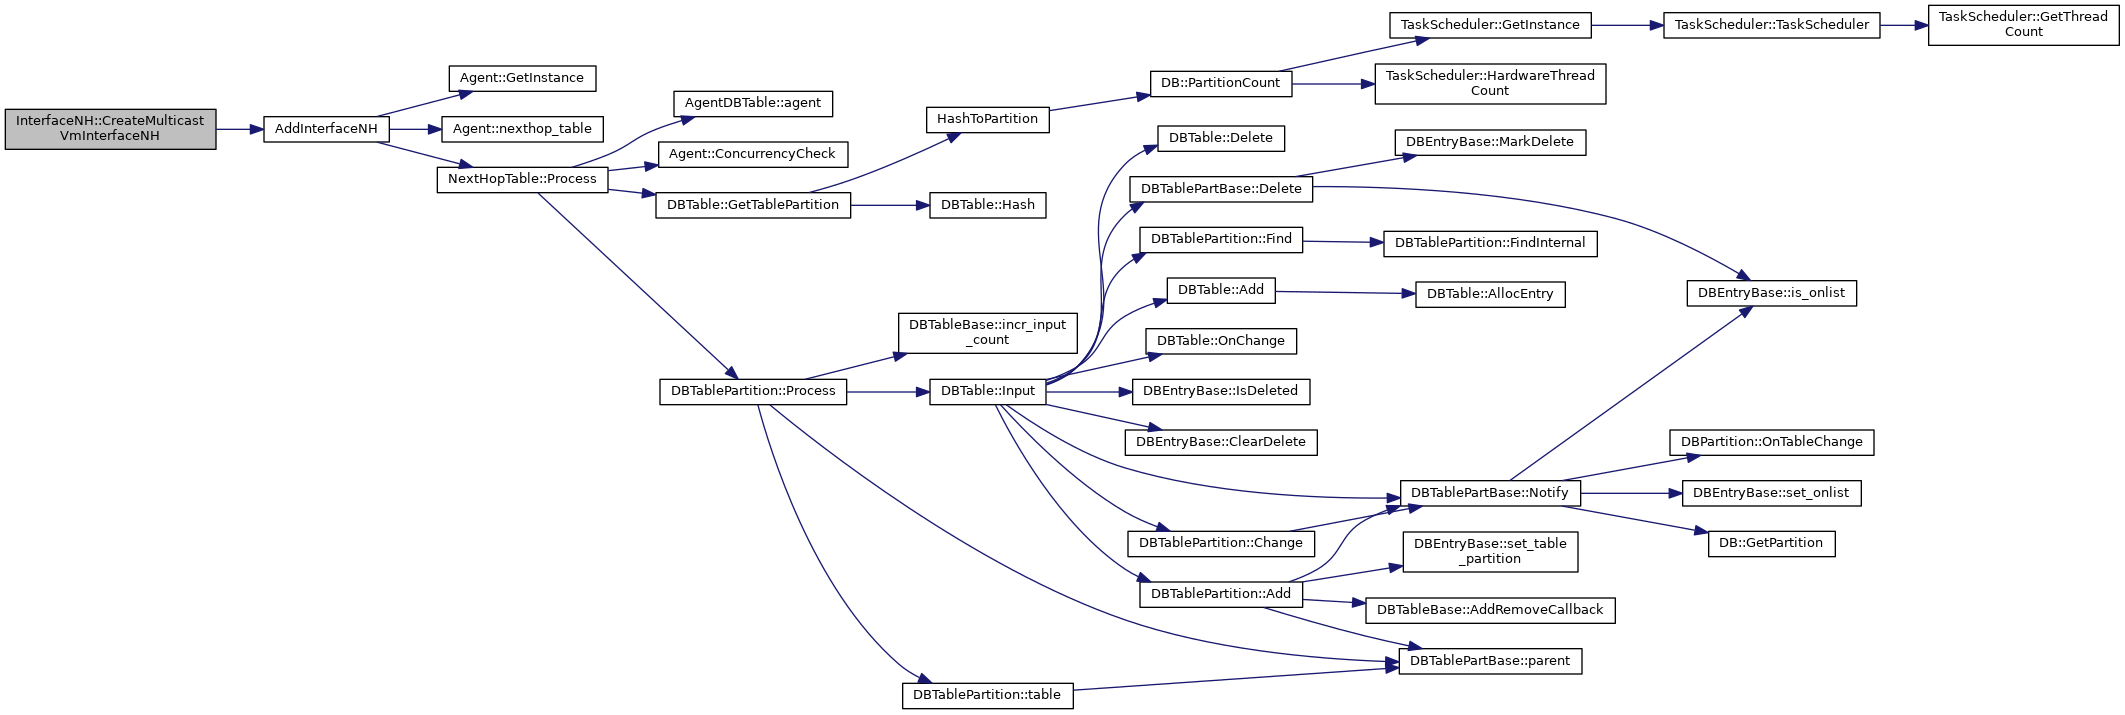 InterfaceNH::CreateMulticast
VmInterfaceNH
AddInterfaceNH
Agent::GetInstance
Agent::nexthop_table
NextHopTable::Process
AgentDBTable::agent
Agent::ConcurrencyCheck
DBTable::GetTablePartition
DBTablePartition::Process
HashToPartition
DBTable::Hash
DBTableBase::incr_input
_count
DBTable::Input
DBTablePartition::table
DB::PartitionCount
DBTable::Delete
DBTablePartBase::Delete
DBTablePartition::Find
DBTable::Add
DBTable::OnChange
DBEntryBase::IsDeleted
DBEntryBase::ClearDelete
DBTablePartition::Change
DBTablePartition::Add
TaskScheduler::GetInstance
TaskScheduler::HardwareThread
Count
DBEntryBase::MarkDelete
DBTablePartition::FindInternal
DBTable::AllocEntry
DBTablePartBase::Notify
DBEntryBase::set_table
_partition
DBTableBase::AddRemoveCallback
DBTablePartBase::parent
TaskScheduler::TaskScheduler
DBEntryBase::is_onlist
DBPartition::OnTableChange
DBEntryBase::set_onlist
DB::GetPartition
TaskScheduler::GetThread
Count